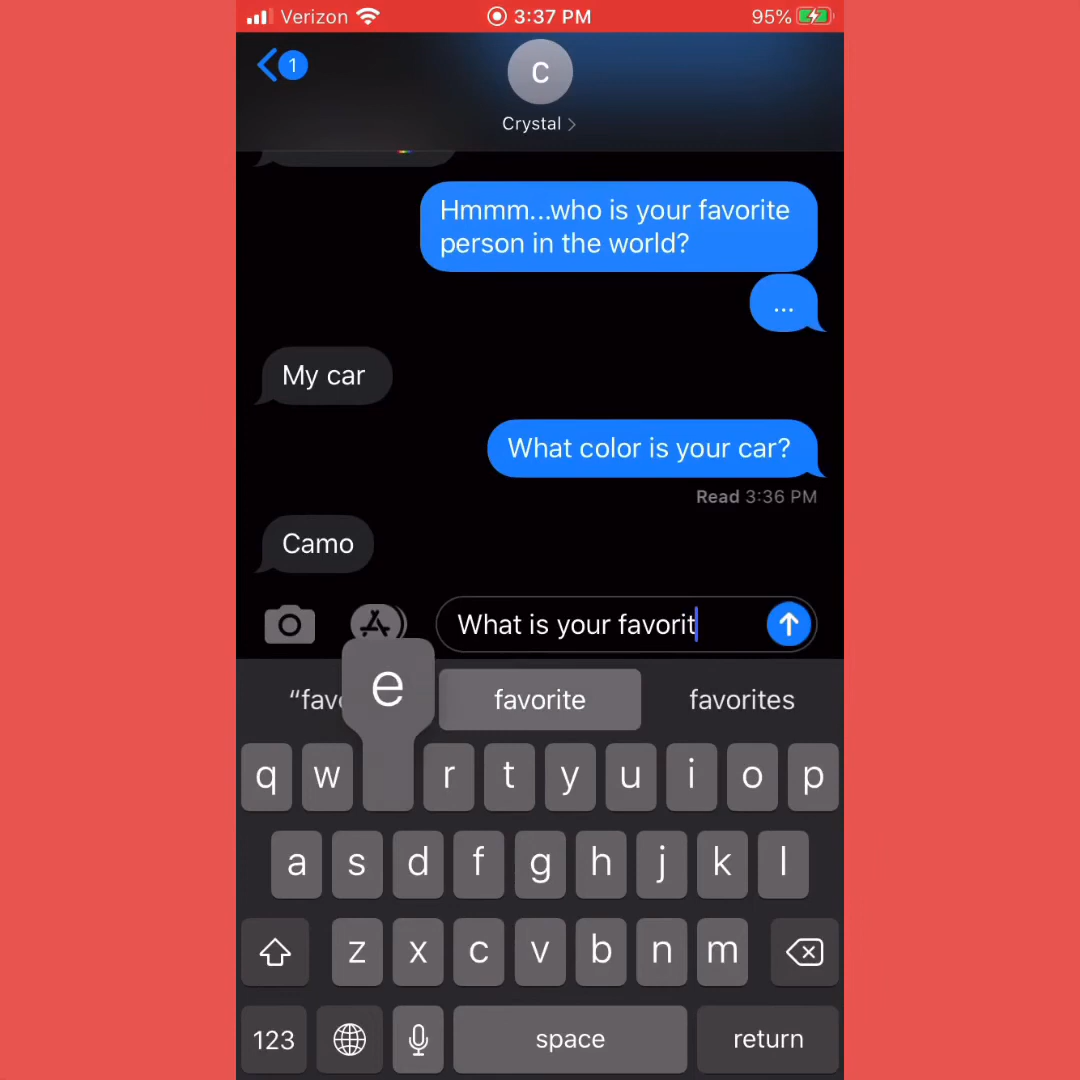 Verizon 3:37 PM 95%
1
C
Crystal
Hmmm...who is your favorite
person in the world?
...
My car
What color is your car?
Read 3:36 PM
Camo
What is your favorit
e
favorite favorites
q w r t y u i o p
a s d f g h j k l
z x c v b n m
123 space return